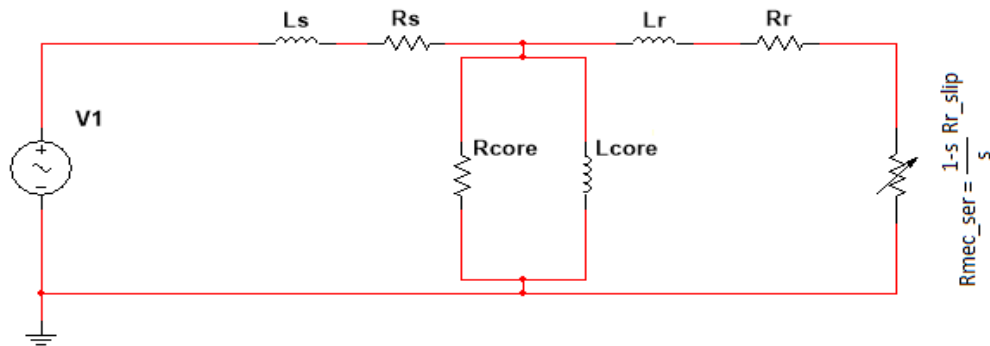 Ls
Rs
Lr
Rr
V1
+
~
−
Rcore
Lcore
Rmec_ser = 1-s Rr_slip
s